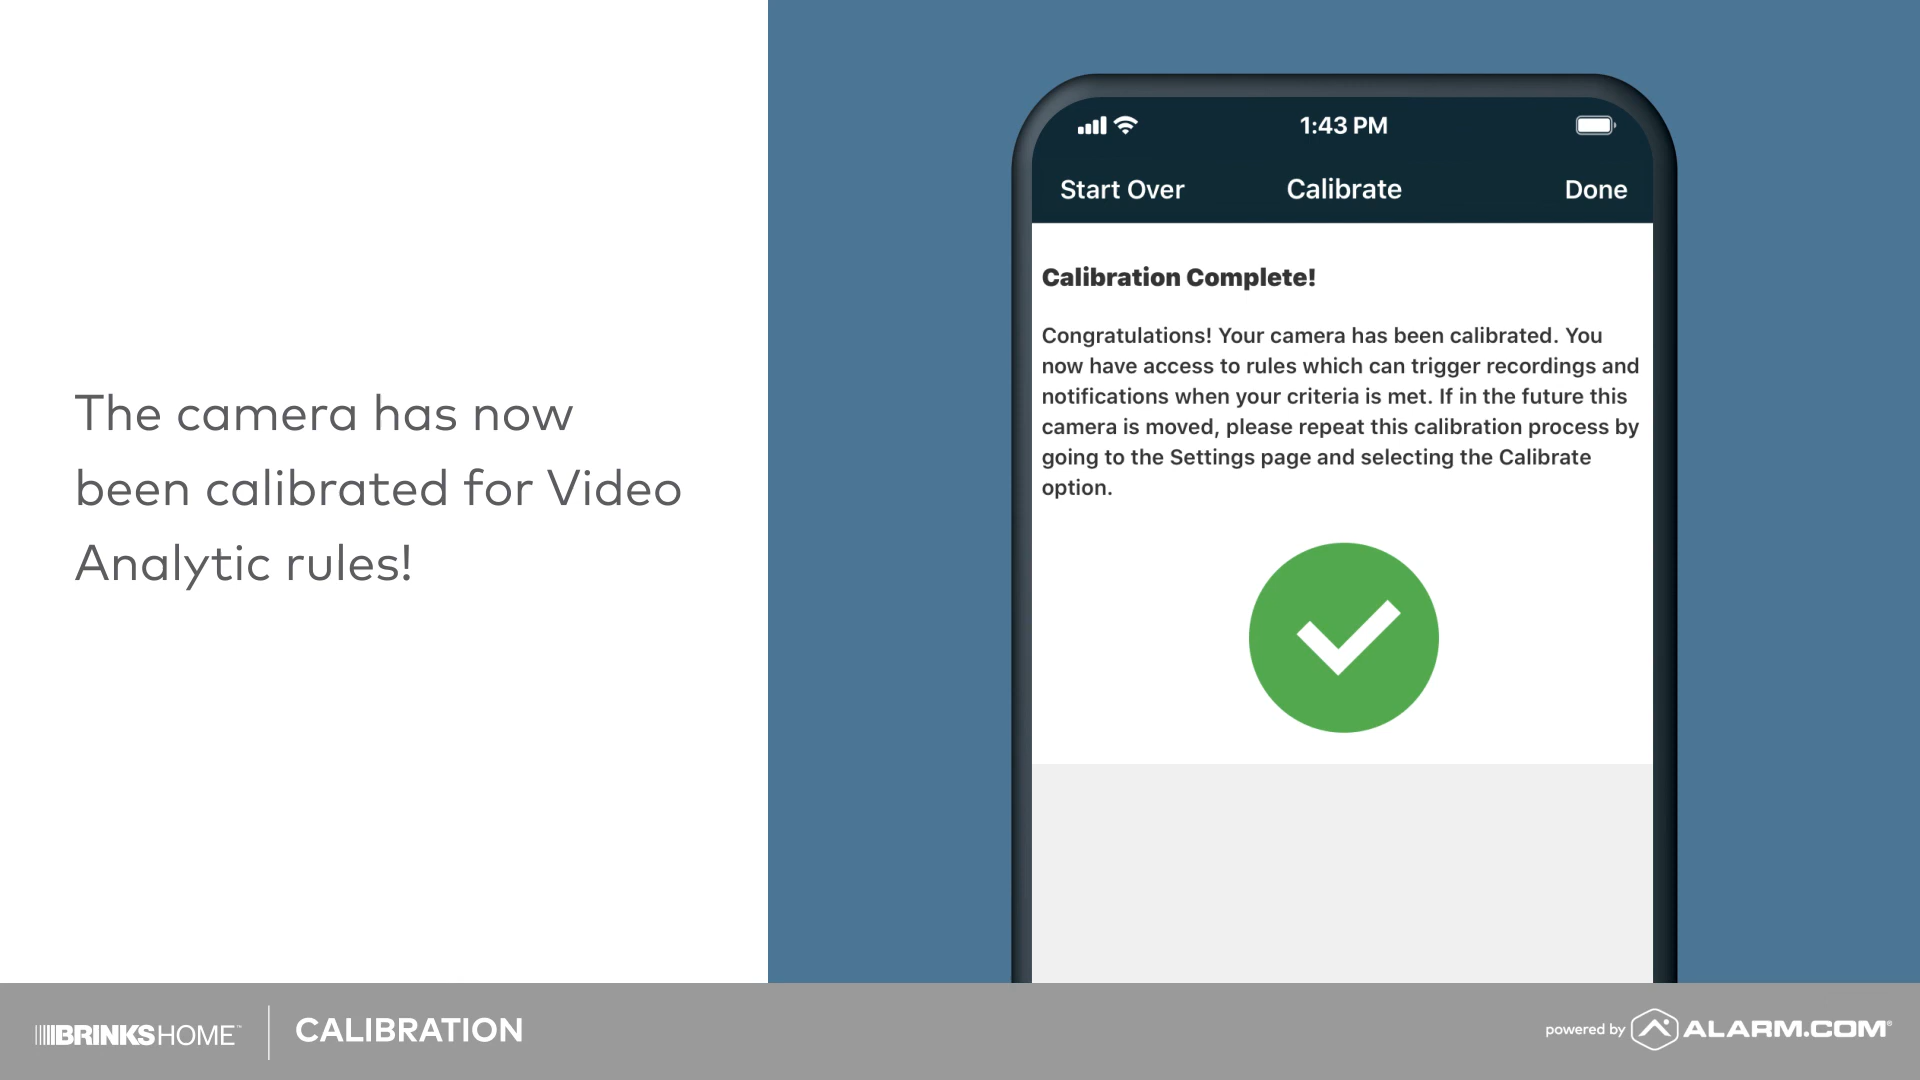 The camera has now
been calibrated for Video
Analytic rules!
1:43 PM
Start Over Calibrate Done
Calibration Complete!
Congratulations! Your camera has been calibrated. You
now have access to rules which can trigger recordings and
notifications when your criteria is met. If in the future this
camera is moved, please repeat this calibration process by
going to the Settings page and selecting the Calibrate
option.
BRINKSHOME™ CALIBRATION
powered by ALARM.COM®